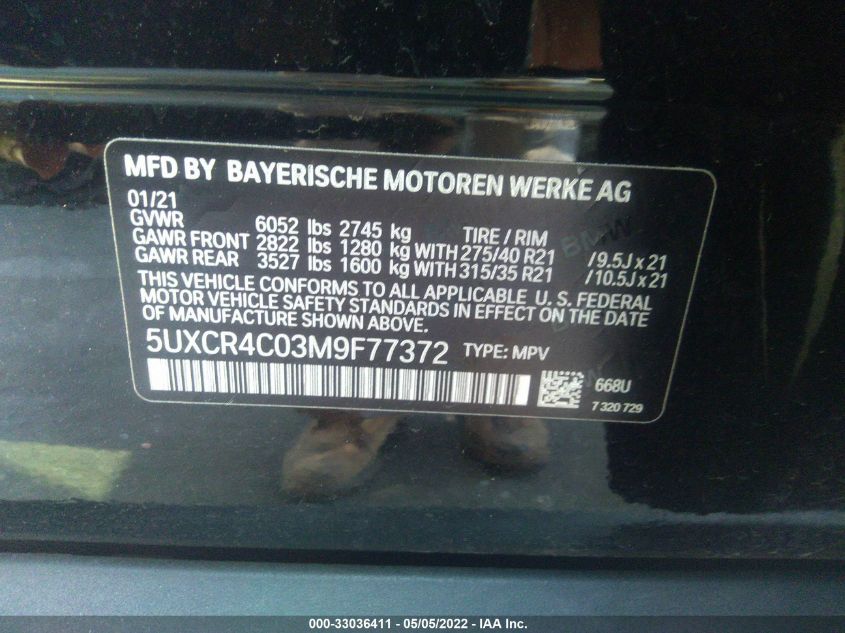 MFD BY BAYERISCHE MOTOREN WERKE AG
01/21
GVWR 6052 lbs 2745 kg TIRE / RIM
GAWR FRONT 2822 lbs 1280 kg WITH 275/40 R21 / 9.5J x 21
GAWR REAR 3527 lbs 1600 kg WITH 315/35 R21 / 10.5J x 21
THIS VEHICLE CONFORMS TO ALL APPLICABLE U. S. FEDERAL
MOTOR VEHICLE SAFETY STANDARDS IN EFFECT ON THE DATE
OF MANUFACTURE SHOWN ABOVE.
5UXCR4C03M9F77372 TYPE: MPV
668U
7 320 729
000-33036411 - 05/05/2022 - IAA Inc.